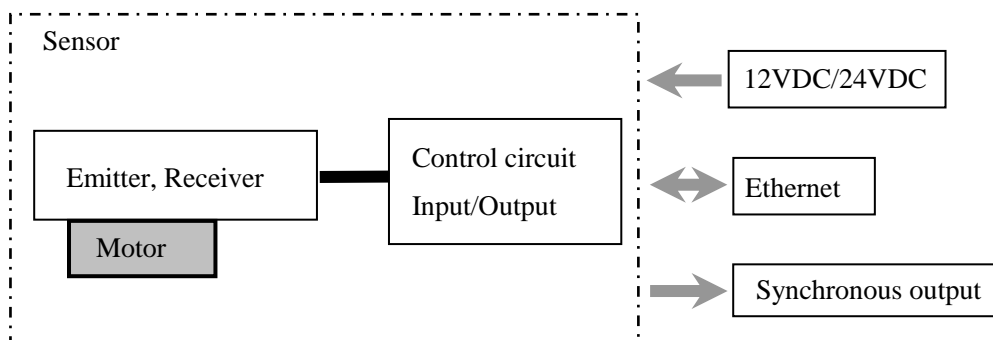 Sensor
12VDC/24VDC
Emitter, Receiver
Control circuit
Input/Output
Ethernet
Motor
Synchronous output